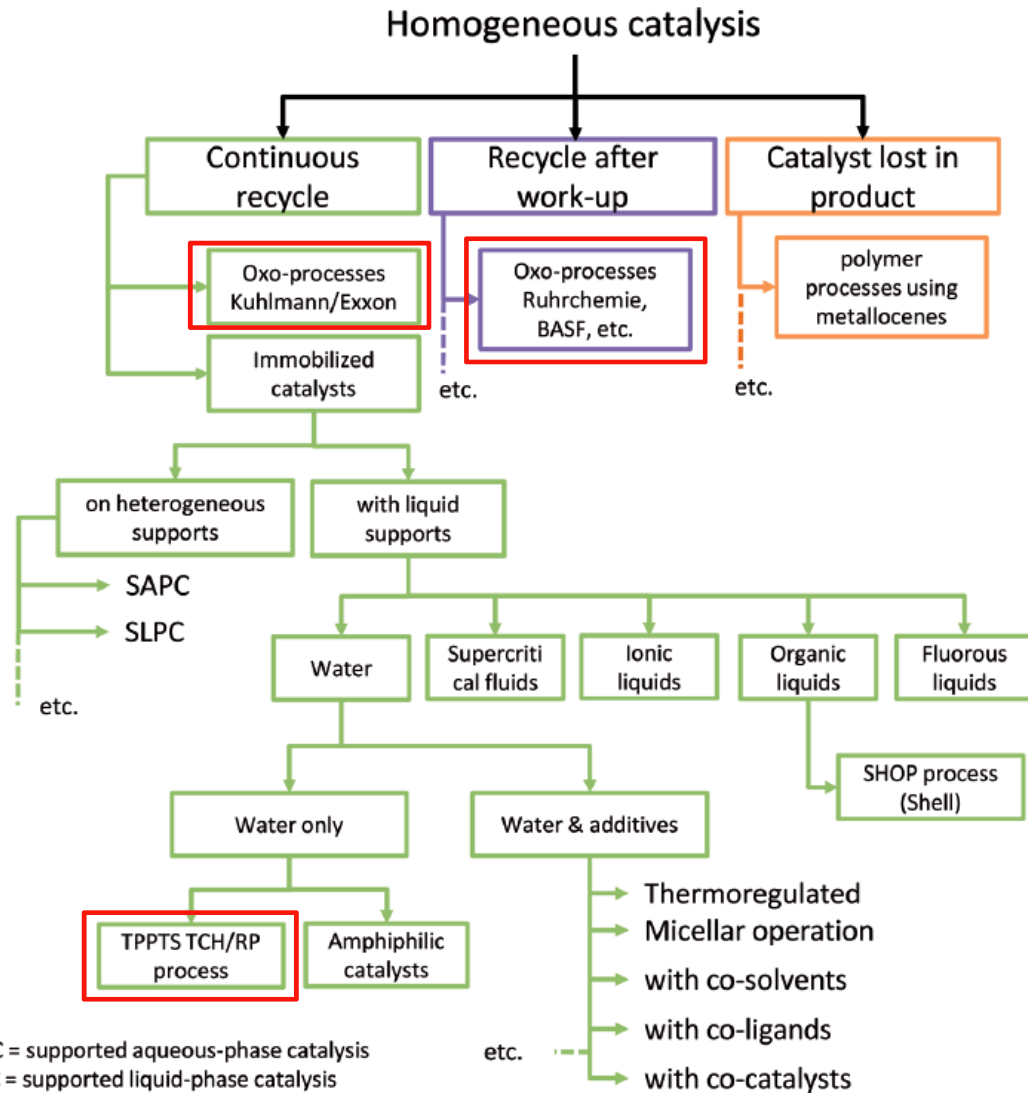 Homogeneous catalysis
Continuous
recycle
Recycle after
work-up
Catalyst lost in
product
Oxo-processes
Kuhlmann/Exxon
Oxo-processes
Ruhrchemie,
BASF, etc.
polymer
processes using
metallocenes
Immobilized
catalysts
etc.
etc.
on heterogeneous
supports
with liquid
supports
SAPC
SLPC
etc.
Water
Supercriti
cal fluids
Ionic
liquids
Organic
liquids
Fluorous
liquids
SHOP process
(Shell)
Water only
Water & additives
TPPTS TCH/RP
process
Amphiphilic
catalysts
Thermoregulated
Micellar operation
with co-solvents
with co-ligands
etc.
with co-catalysts
C = supported aqueous-phase catalysis
= supported liquid-phase catalysis